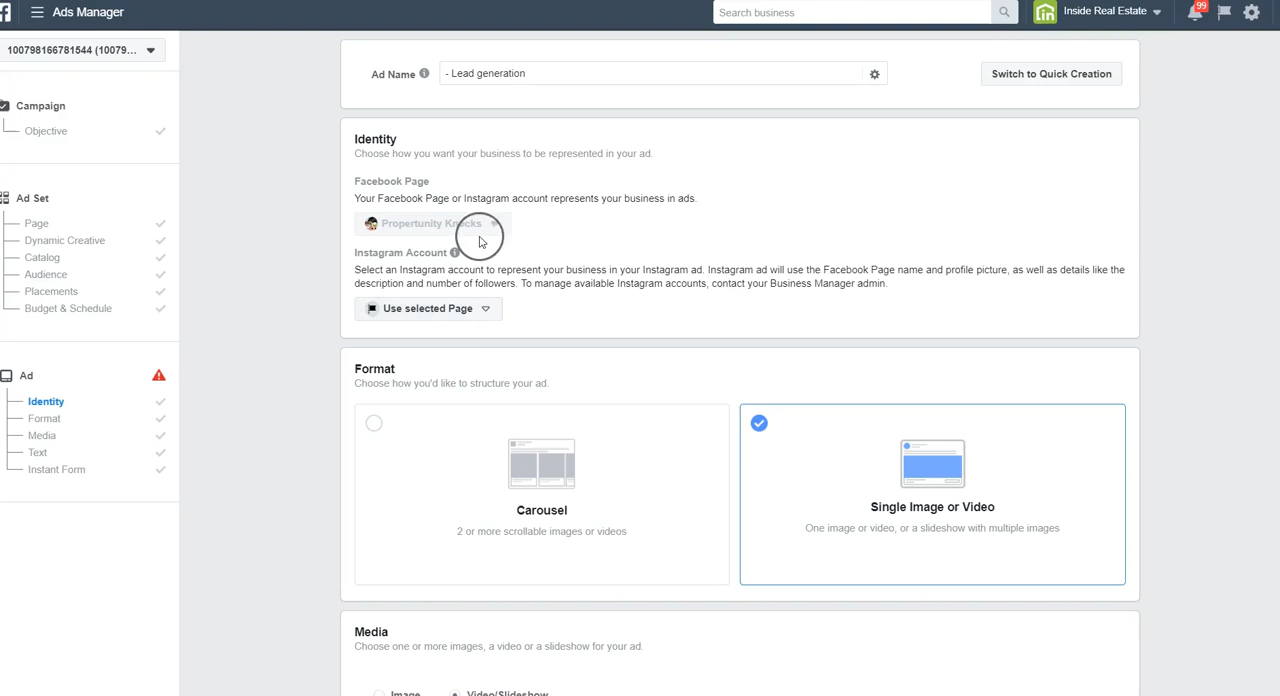 Ads Manager
Search business
Inside Real Estate
99
100798166781544 (10079...
Campaign
Objective
Ad Set
Page
Dynamic Creative
Catalog
Audience
Placements
Budget & Schedule
Ad
Identity
Format
Media
Text
Instant Form
Ad Name
- Lead generation
Switch to Quick Creation
Identity
Choose how you want your business to be represented in your ad.
Facebook Page
Your Facebook Page or Instagram account represents your business in ads.
Propertunity Knocks
Instagram Account
Select an Instagram account to represent your business in your Instagram ad. Instagram ad will use the Facebook Page name and profile picture, as well as details like the
description and number of followers. To manage available Instagram accounts, contact your Business Manager admin.
Use selected Page
Format
Choose how you'd like to structure your ad.
Carousel
2 or more scrollable images or videos
Single Image or Video
One image or video, or a slideshow with multiple images
Media
Choose one or more images, a video or a slideshow for your ad.
Image
Video/Slideshow